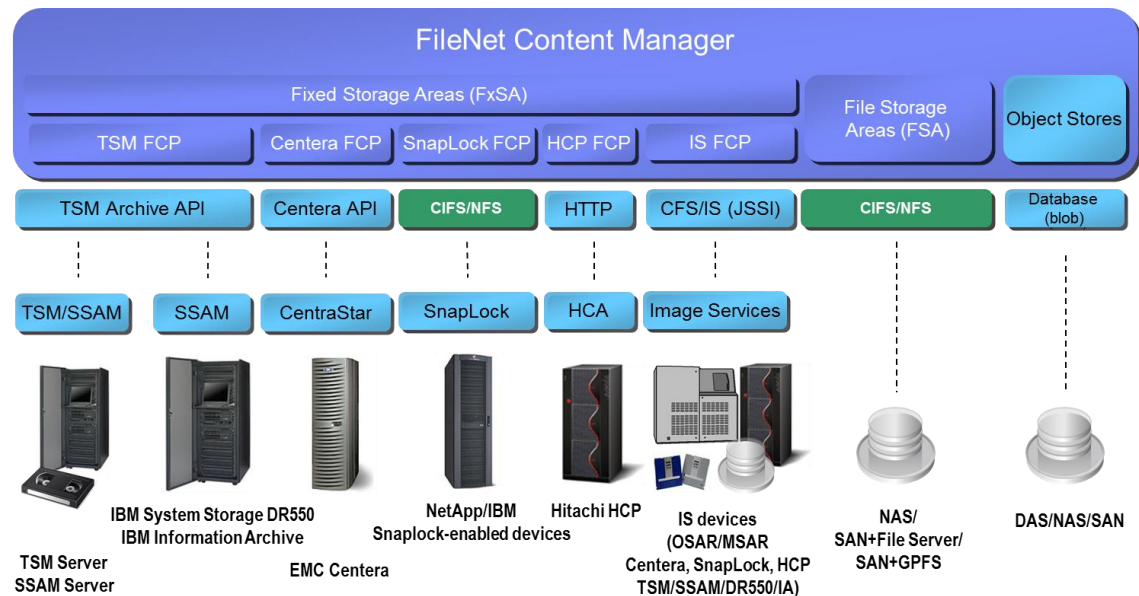 FileNet Content Manager
Fixed Storage Areas (FxSA)
File Storage
Areas (FSA)
Object Stores
TSM FCP
Centera FCP
SnapLock FCP
HCP FCP
IS FCP
TSM Archive API
Centera API
CIFS/NFS
HTTP
CFS/IS (JSSI)
CIFS/NFS
Database
(blob)
TSM/SSAM
SSAM
CentraStar
SnapLock
HCA
Image Services
TSM Server
SSAM Server
IBM System Storage DR550
IBM Information Archive
EMC Centera
NetApp/IBM
Snaplock-enabled devices
Hitachi HCP
IS devices
(OSAR/MSAR
Centera, SnapLock, HCP
TSM/SSAM/DR550/IA)
NAS/
SAN+File Server/
SAN+GPFS
DAS/NAS/SAN